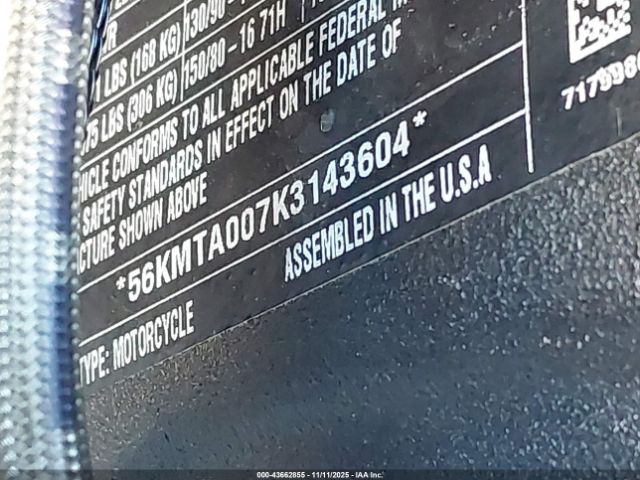 R
1 LBS (168 KG) 130/90 -
75 LBS (306 KG) 150/80 - 16 71H
CONFORMS TO ALL APPLICABLE FEDERAL
SAFETY STANDARDS IN EFFECT ON THE DATE OF
CTURE SHOWN ABOVE
*56KMTA007K3143604*
TYPE: MOTORCYCLE
ASSEMBLED IN THE U.S.A
000-43662855 - 11/11/2025 - IAA Inc.